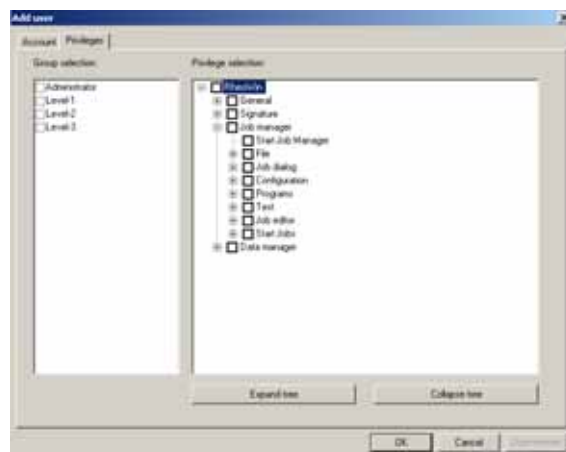 Add user
Account Privileges
Group selection:
Privilege selection:
Administrator
Level-1
Level-2
Level-3
RheoWin
General
Signature
Job manager
Start Job Manager
File
Job dialog
Configuration
Programs
Test
Job editor
Start Jobs
Data manager
Expand tree
Collapse tree
OK
Cancel